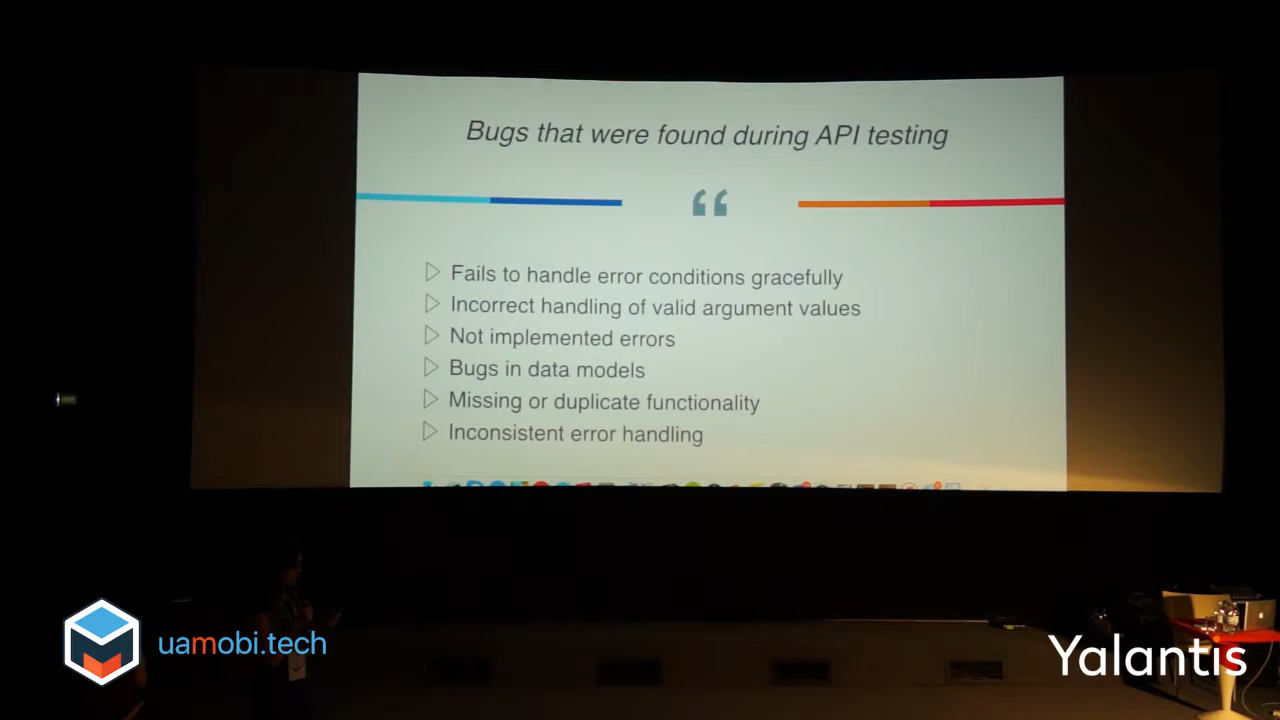 Bugs that were found during API testing
“
Fails to handle error conditions gracefully
Incorrect handling of valid argument values
Not implemented errors
Bugs in data models
Missing or duplicate functionality
Inconsistent error handling
uamobi.tech
Yalantis